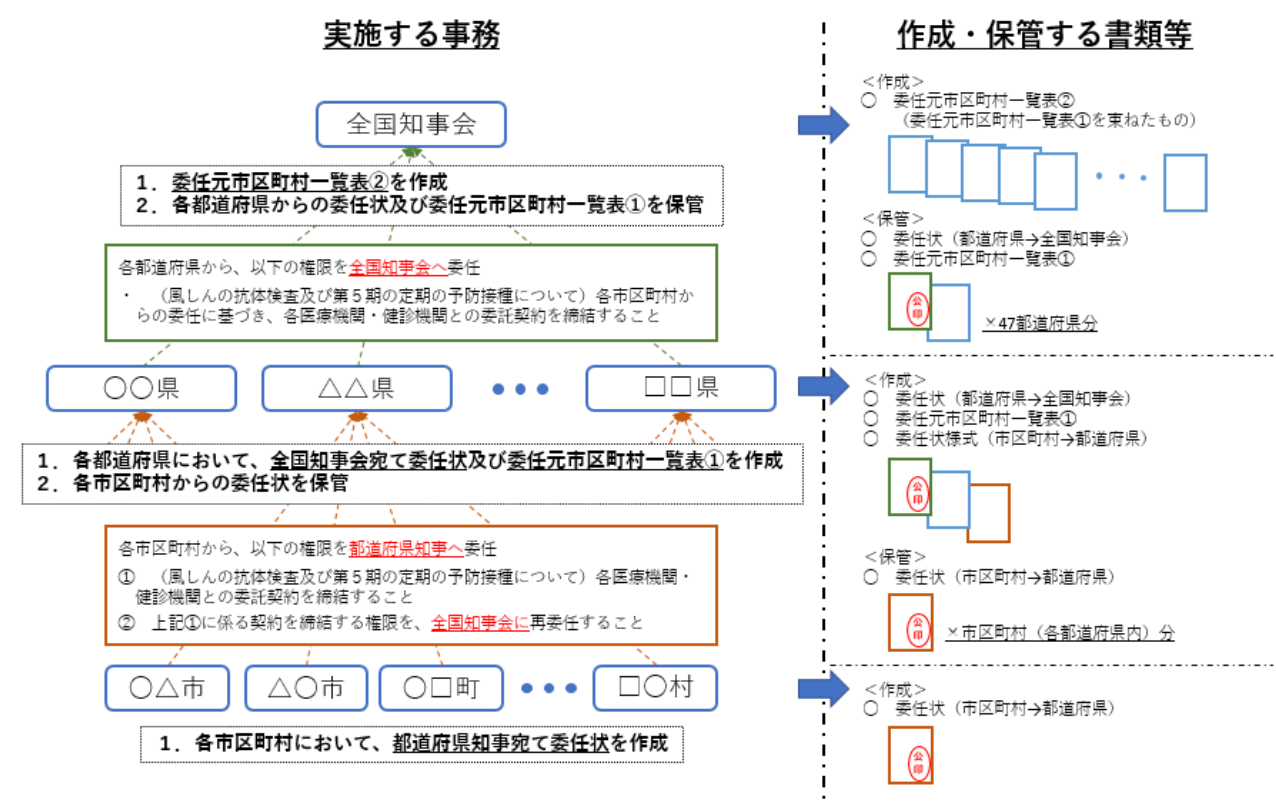 実施する事務
全国知事会
1．委任元市区町村一覧表②を作成
2．各都道府県からの委任状及び委任元市区町村一覧表①を保管
各都道府県から、以下の権限を全国知事会へ委任
・　（風しんの抗体検査及び第５期の定期の予防接種について）各市区町村か
らの委任に基づき、各医療機関・健診機関との委託契約を締結すること
〇〇県
△△県
●●●
□□県
1．各都道府県において、全国知事会宛て委任状及び委任元市区町村一覧表①を作成
2．各市区町村からの委任状を保管
各市区町村から、以下の権限を都道府県知事へ委任
①　（風しんの抗体検査及び第５期の定期の予防接種について）各医療機関・
健診機関との委託契約を締結すること
②　上記①に係る契約を締結する権限を、全国知事会に再委任すること
〇△市
△〇市
〇□町
●●●
□〇村
1．各市区町村において、都道府県知事宛て委任状を作成
作成・保管する書類等
＜作成＞
〇　委任元市区町村一覧表②
（委任元市区町村一覧表①を束ねたもの）
・・・
＜保管＞
〇　委任状（都道府県→全国知事会）
〇　委任元市区町村一覧表①
公印
×47都道府県分
＜作成＞
〇　委任状（都道府県→全国知事会）
〇　委任元市区町村一覧表①
〇　委任状様式（市区町村→都道府県）
公印
＜保管＞
〇　委任状（市区町村→都道府県）
公印
×市区町村（各都道府県内）分
＜作成＞
〇　委任状（市区町村→都道府県）
公印